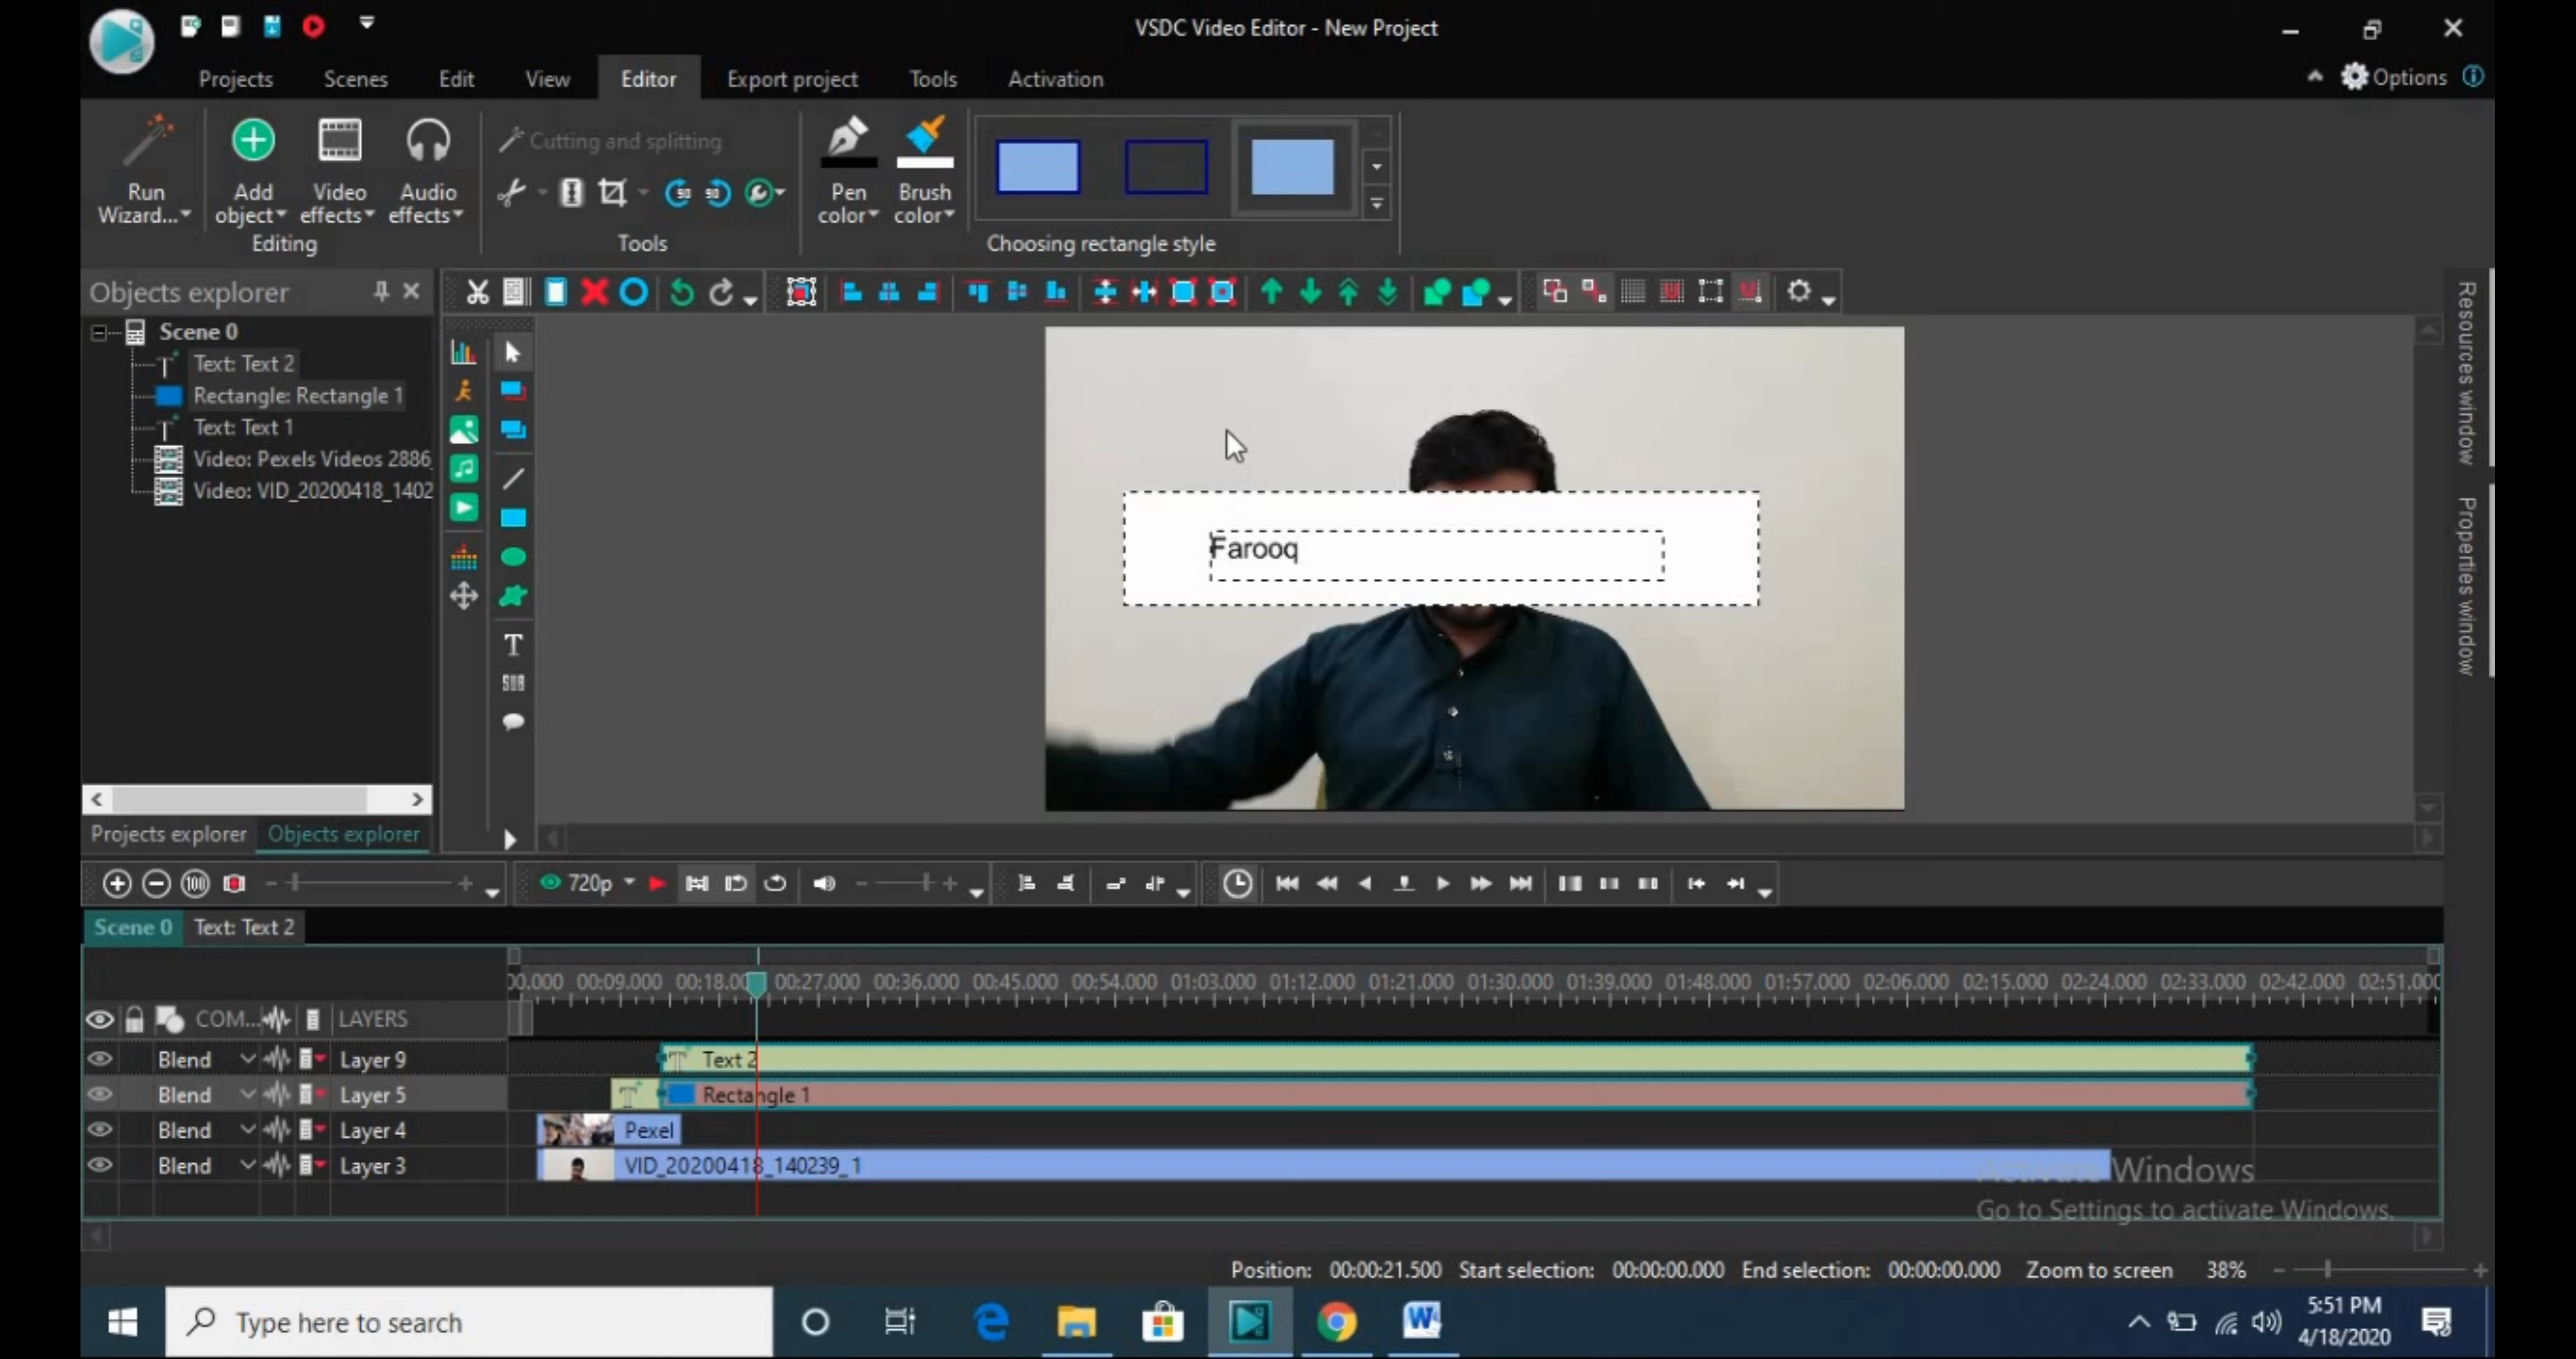 VSDC Video Editor - New Project
Projects Scenes Edit View Editor Export project Tools Activation
Options
Run Wizard...
Add object
Video effects
Audio effects
Editing
Cutting and splitting
Tools
Pen color
Brush color
Choosing rectangle style
Objects explorer
Scene 0
Text: Text 2
Rectangle: Rectangle 1
Text: Text 1
Video: Pexels Videos 2886_
Video: VID_20200418_1402
Projects explorer
Objects explorer
T
SUB
Farooq
Resources window
Properties window
720p
Scene 0
Text: Text 2
00.000 00:09.000 00:18.00 00:27.000 00:36.000 00:45.000 00:54.000 01:03.000 01:12.000 01:21.000 01:30.000 01:39.000 01:48.000 01:57.000 02:06.000 02:15.000 02:24.000 02:33.000 02:42.000 02:51.00
COM... LAYERS
Blend Layer 9 Text 2
Blend Layer 5 Rectangle 1
Blend Layer 4 Pexel
Blend Layer 3 VID_20200418_140239_1
Activate Windows
Go to Settings to activate Windows.
Position: 00:00:21.500 Start selection: 00:00:00.000 End selection: 00:00:00.000 Zoom to screen 38%
Type here to search
5:51 PM
4/18/2020